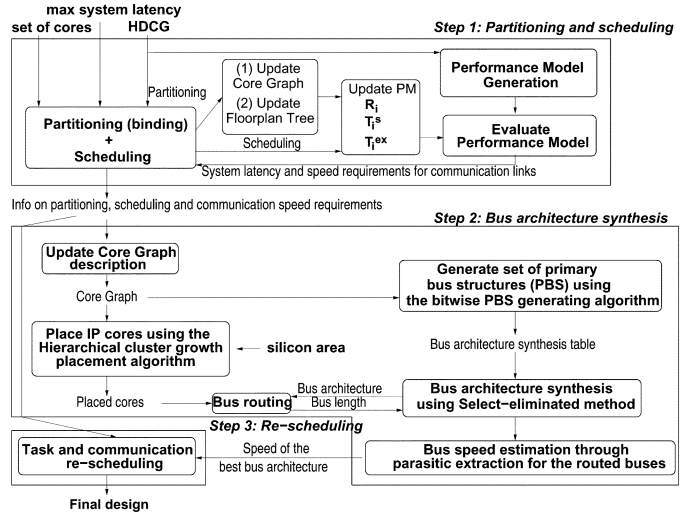 max system latency
set of cores
HDCG
Step 1: Partitioning and scheduling
Partitioning
(1) Update
Core Graph
(2) Update
Floorplan Tree
Update PM
Ri
Tis
Tiex
Performance Model
Generation
Partitioning (binding)
+
Scheduling
Scheduling
Evaluate
Performance Model
System latency and speed requirements for communication links
Info on partitioning, scheduling and communication speed requirements
Step 2: Bus architecture synthesis
Update Core Graph
description
Core Graph
Generate set of primary
bus structures (PBS) using
the bitwise PBS generating algorithm
Place IP cores using the
Hierarchical cluster growth
placement algorithm
silicon area
Bus architecture synthesis table
Placed cores
Bus routing
Bus architecture
Bus length
Bus architecture synthesis
using Select−eliminated method
Step 3: Re−scheduling
Task and communication
re−scheduling
Speed of the
best bus architecture
Bus speed estimation through
parasitic extraction for the routed buses
Final design